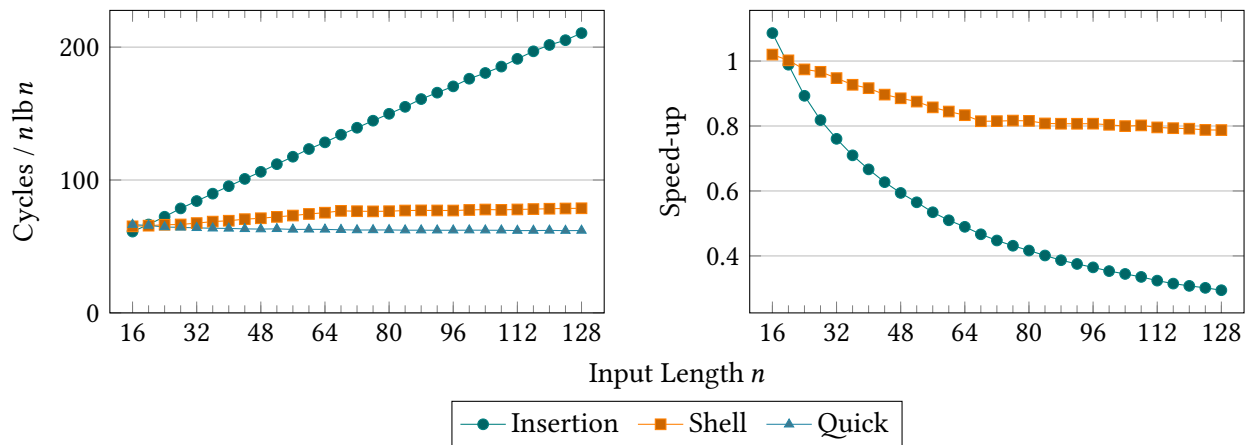 Cycles / n lb n
200
100
0
16 32 48 64 80 96 112 128
Speed-up
1
0.8
0.6
0.4
16 32 48 64 80 96 112 128
Input Length n
Insertion Shell Quick